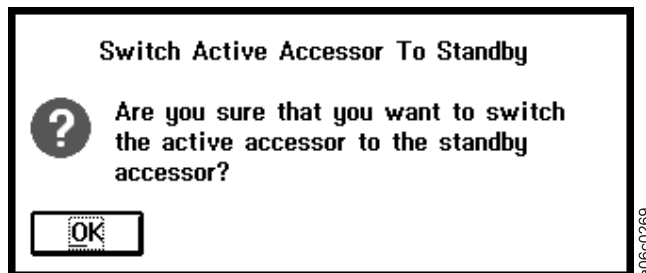 Switch Active Accessor To Standby
Are you sure that you want to switch
the active accessor to the standby
accessor?
OK
a06c0269